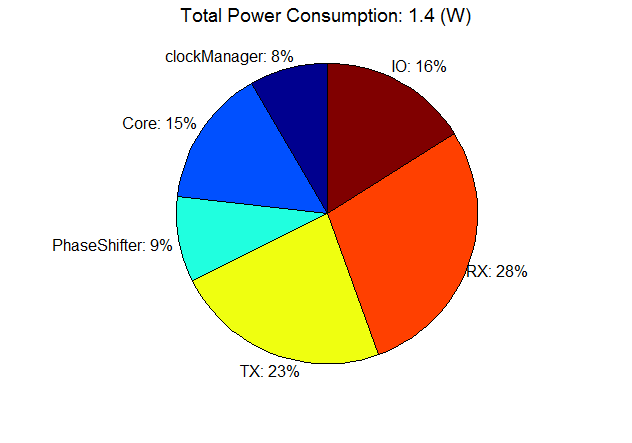 Total Power Consumption: 1.4 (W)
clockManager: 8%
IO: 16%
Core: 15%
PhaseShifter: 9%
RX: 28%
TX: 23%